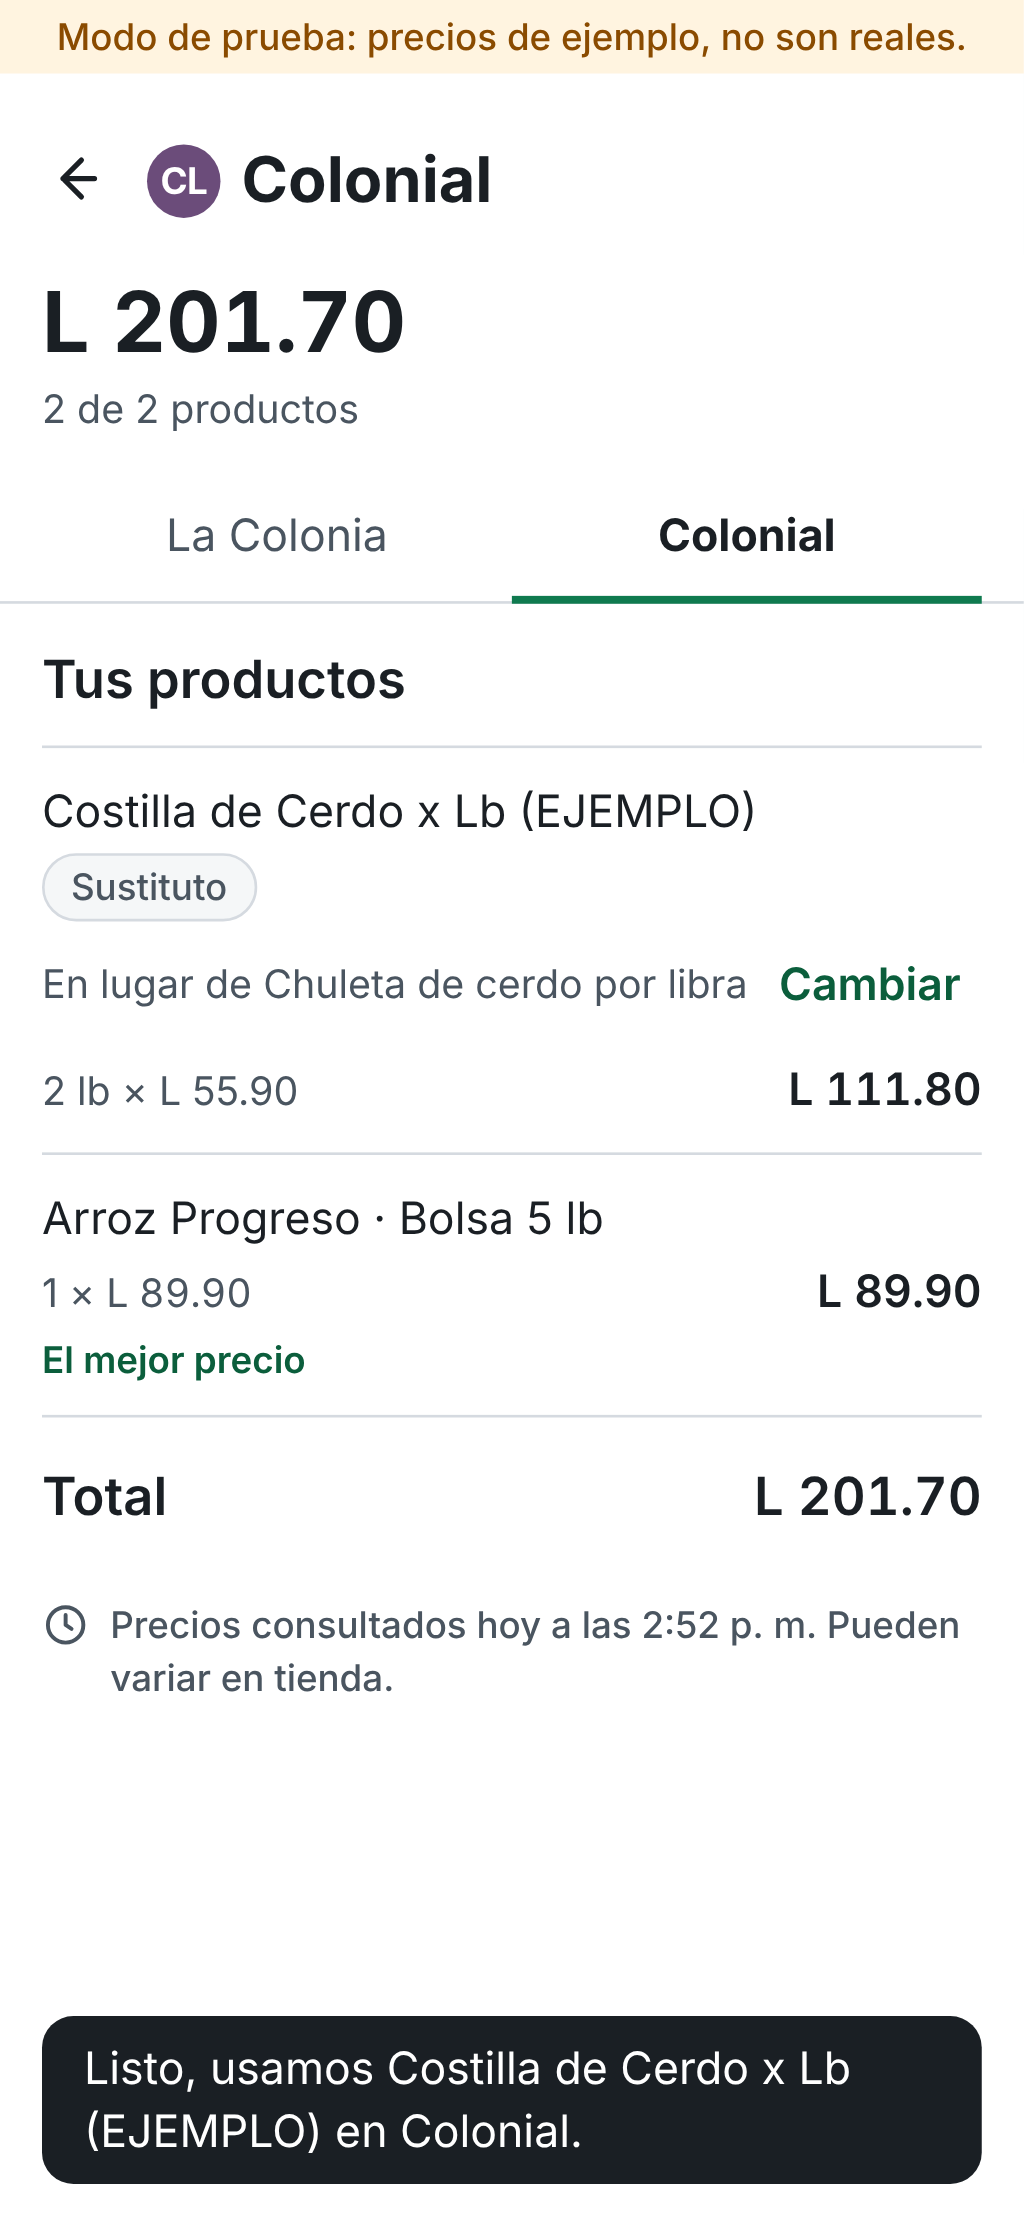 Modo de prueba: precios de ejemplo, no son reales.
CL Colonial
L 201.70
2 de 2 productos
La Colonia Colonial
Tus productos
Costilla de Cerdo x Lb (EJEMPLO)
Sustituto
En lugar de Chuleta de cerdo por libra Cambiar
2 lb × L 55.90 L 111.80
Arroz Progreso · Bolsa 5 lb
1 × L 89.90 L 89.90
El mejor precio
Total L 201.70
Precios consultados hoy a las 2:52 p. m. Pueden
variar en tienda.
Listo, usamos Costilla de Cerdo x Lb
(EJEMPLO) en Colonial.